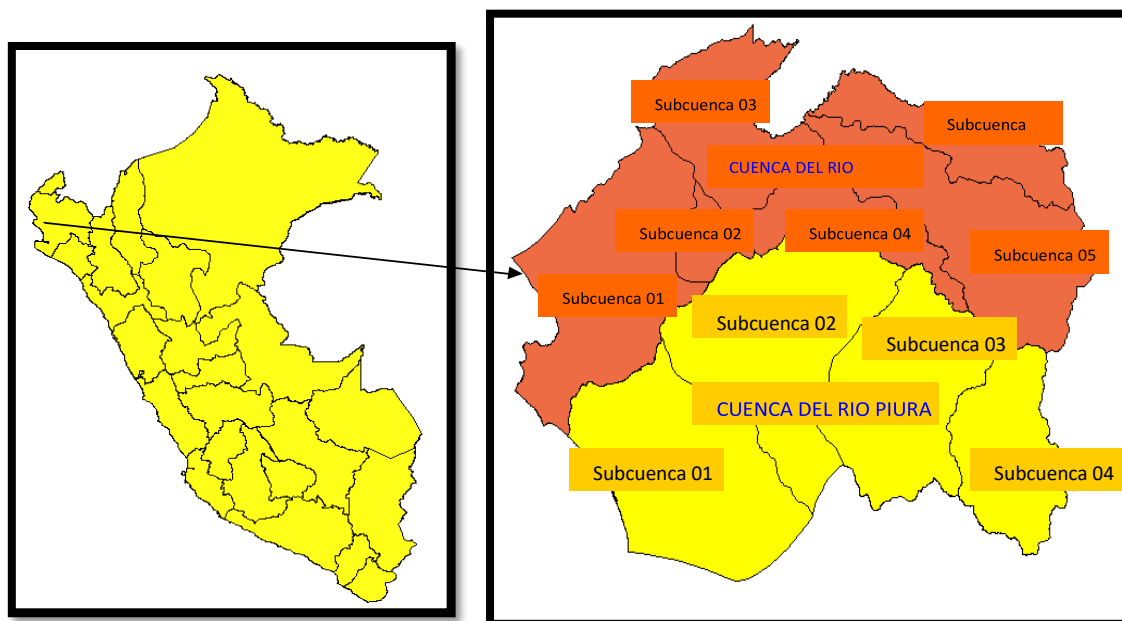 Subcuenca 03
Subcuenca
CUENCA DEL RIO
Subcuenca 02
Subcuenca 04
Subcuenca 05
Subcuenca 01
Subcuenca 02
Subcuenca 03
CUENCA DEL RIO PIURA
Subcuenca 01
Subcuenca 04